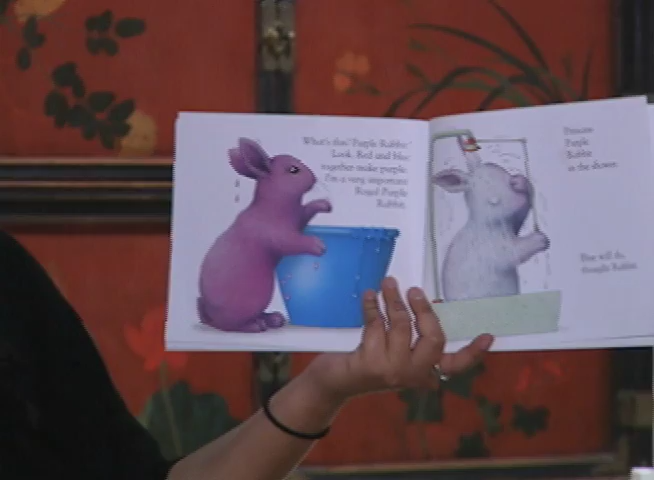 What's this? Purple Rabbit!
Look. Red and blue
together make purple.
I'm a very important
Royal Purple
Rabbit.
Princess
Purple
Rabbit
in the shower.
Blue will do,
thought Rabbit.